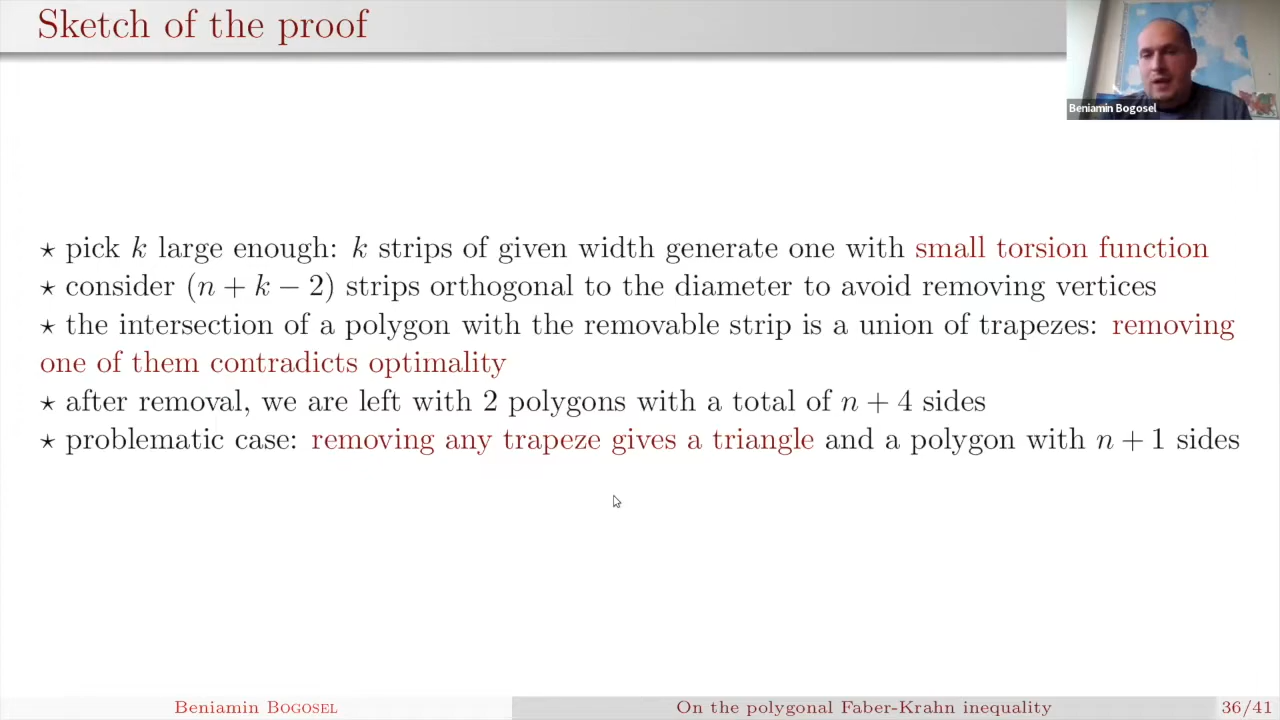 Sketch of the proof
Beniamin Bogosel
⋆ pick k large enough: k strips of given width generate one with small torsion function
⋆ consider (n + k − 2) strips orthogonal to the diameter to avoid removing vertices
⋆ the intersection of a polygon with the removable strip is a union of trapezes: removing
one of them contradicts optimality
⋆ after removal, we are left with 2 polygons with a total of n + 4 sides
⋆ problematic case: removing any trapeze gives a triangle and a polygon with n + 1 sides
Beniamin Bogosel
On the polygonal Faber-Krahn inequality
36/41